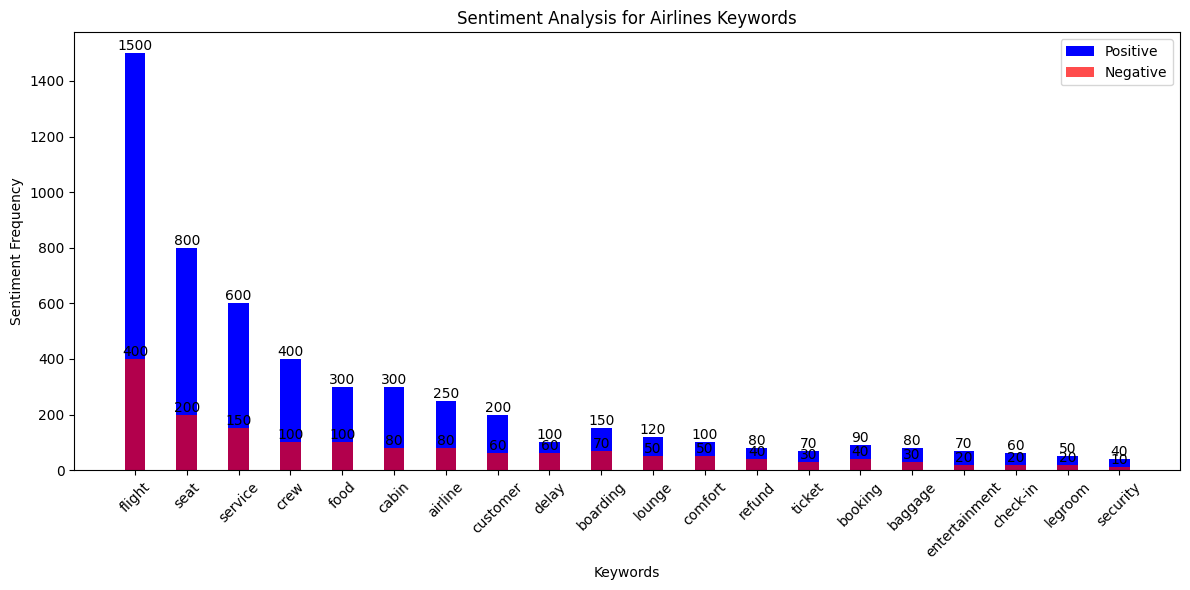 Sentiment Analysis for Airlines Keywords
Positive
Negative
Sentiment Frequency
1400
1200
1000
800
600
400
200
0
1500
800
600
400
300
300
250
200
100
150
120
100
80
70
90
80
70
60
50
40
400
200
150
100
100
80
80
60
60
70
50
50
40
30
40
30
20
20
20
10
flight
seat
service
crew
food
cabin
airline
customer
delay
boarding
lounge
comfort
refund
ticket
booking
baggage
entertainment
check-in
legroom
security
Keywords